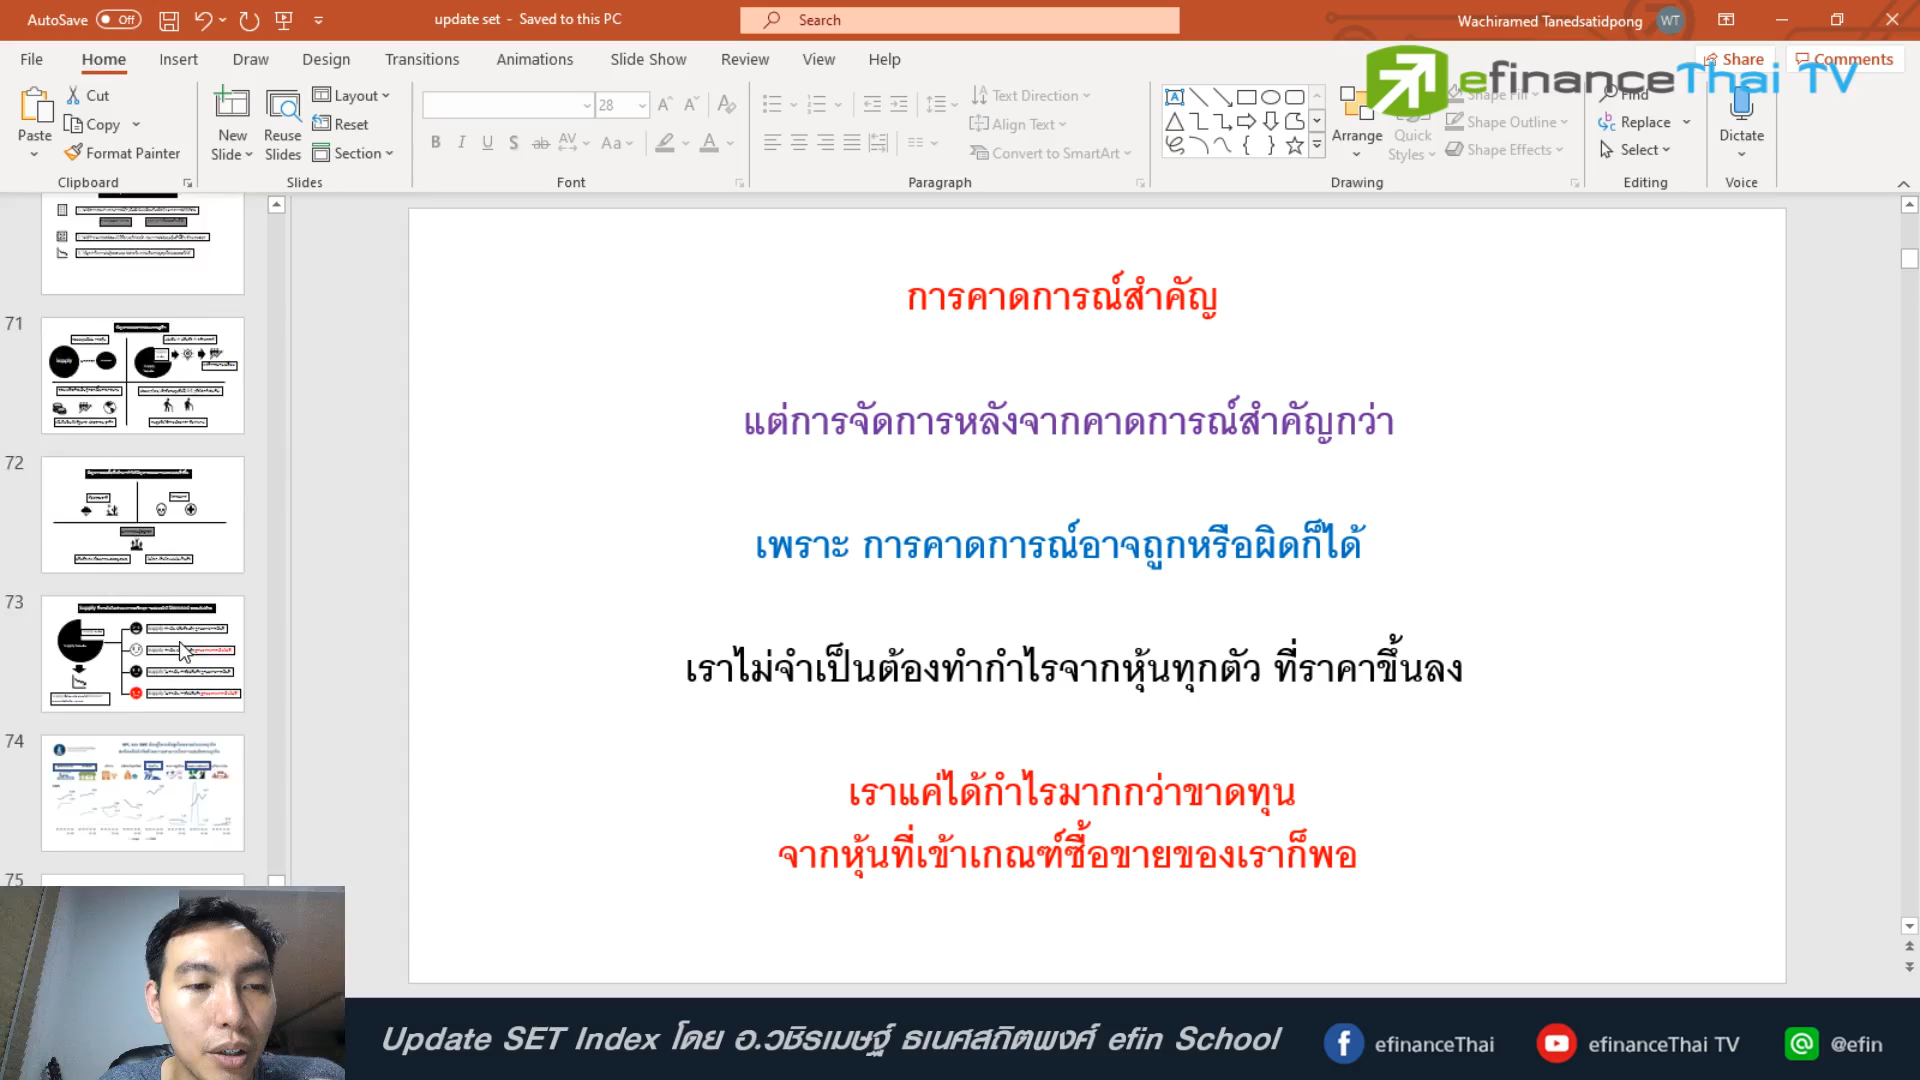 AutoSave Off
update set - Saved to this PC
Search
Wachiramed Tanedsatidpong WT
File Home Insert Draw Design Transitions Animations Slide Show Review View Help
Share Comments
efinanceThai TV
Paste
Cut
Copy
Format Painter
Clipboard
New Slide
Reuse Slides
Layout
Reset
Section
Slides
28
Font
Text Direction
Align Text
Convert to SmartArt
Paragraph
Arrange
Quick Styles
Shape Fill
Shape Outline
Shape Effects
Drawing
Find
Replace
Select
Editing
Dictate
Voice
71
72
73
74
75
การคาดการณ์สำคัญ
แต่การจัดการหลังจากคาดการณ์สำคัญกว่า
เพราะ การคาดการณ์อาจถูกหรือผิดก็ได้
เราไม่จำเป็นต้องทำกำไรจากหุ้นทุกตัว ที่ราคาขึ้นลง
เราแค่ได้กำไรมากกว่าขาดทุน
จากหุ้นที่เข้าเกณฑ์ซื้อขายของเราก็พอ
Update SET Index โดย อ.วชิรเมษฐ์ ธเนศสถิตพงศ์ efin School
efinanceThai
efinanceThai TV
@efin